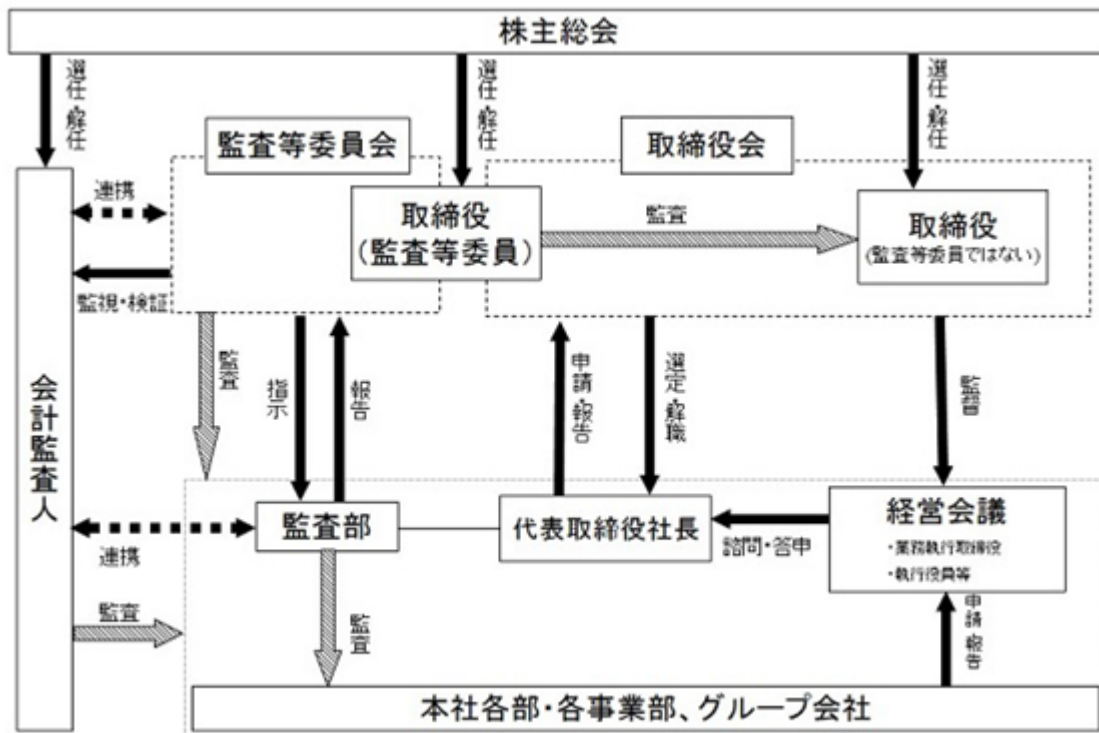 株主総会
選任・解任
選任・解任
選任・解任
監査等委員会
取締役会
連携
取締役
(監査等委員)
監査
取締役
(監査等委員ではない)
監視・検証
会計監査人
監査
指示
報告
申請・報告
選定・解職
監督
監査部
代表取締役社長
経営会議
・業務執行取締役
・執行役員等
諮問・答申
連携
監査
監査
申請・報告
本社各部・各事業部、グループ会社